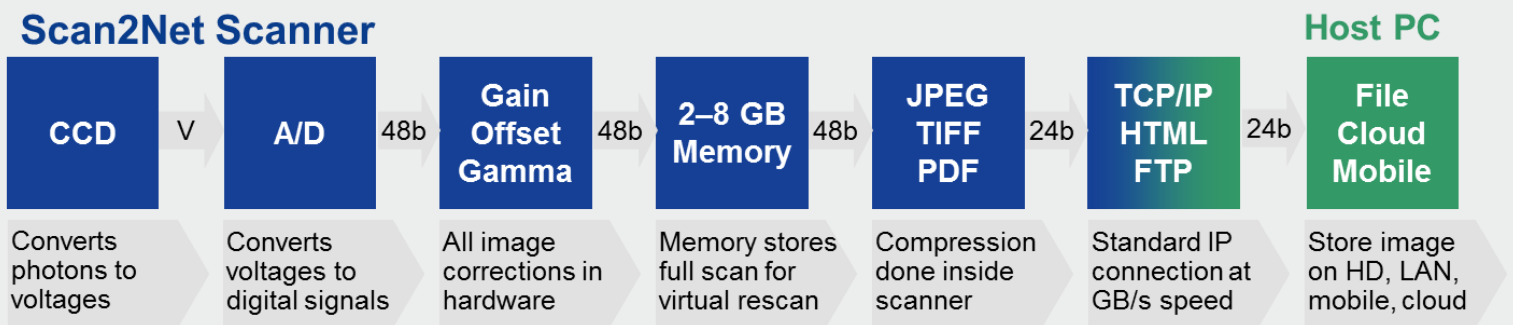 Scan2Net Scanner
Host PC
CCD
V
A/D
48b
Gain
Offset
Gamma
48b
2–8 GB
Memory
48b
JPEG
TIFF
PDF
24b
TCP/IP
HTML
FTP
24b
File
Cloud
Mobile
Converts
photons to
voltages
Converts
voltages to
digital signals
All image
corrections in
hardware
Memory stores
full scan for
virtual rescan
Compression
done inside
scanner
Standard IP
connection at
GB/s speed
Store image
on HD, LAN,
mobile, cloud